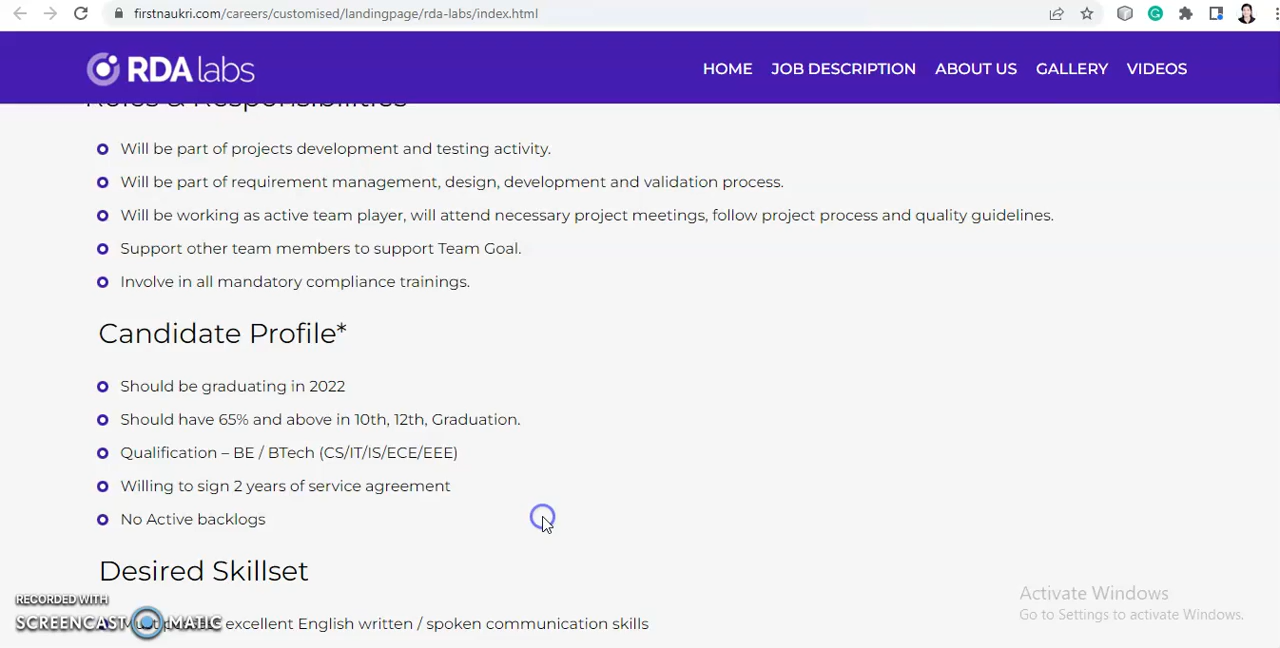 firstnaukri.com/careers/customised/landingpage/rda-labs/index.html
RDA labs
HOME JOB DESCRIPTION ABOUT US GALLERY VIDEOS
Roles & Responsibilities
Will be part of projects development and testing activity.
Will be part of requirement management, design, development and validation process.
Will be working as active team player, will attend necessary project meetings, follow project process and quality guidelines.
Support other team members to support Team Goal.
Involve in all mandatory compliance trainings.
Candidate Profile*
Should be graduating in 2022
Should have 65% and above in 10th, 12th, Graduation.
Qualification – BE / BTech (CS/IT/IS/ECE/EEE)
Willing to sign 2 years of service agreement
No Active backlogs
Desired Skillset
excellent English written / spoken communication skills
RECORDED WITH
SCREENCAST MATIC
Activate Windows
Go to Settings to activate Windows.